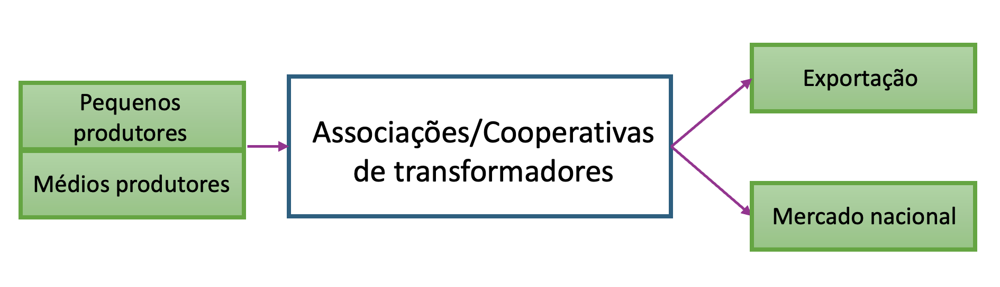 Pequenos
produtores
Médios produtores
Associações/Cooperativas
de transformadores
Exportação
Mercado nacional